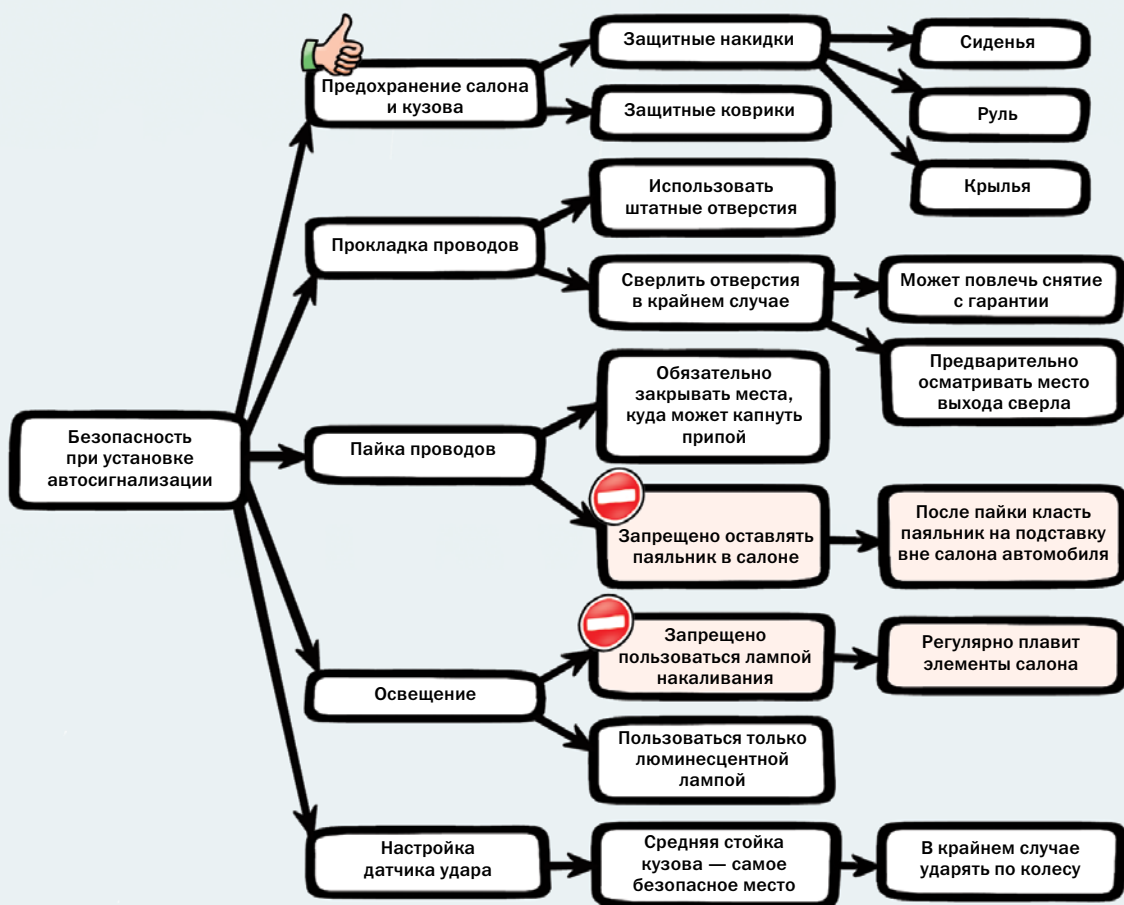 Безопасность
при установке
автосигнализации
Предохранение салона
и кузова
Защитные накидки
Сиденья
Руль
Крылья
Защитные коврики
Прокладка проводов
Использовать
штатные отверстия
Сверлить отверстия
в крайнем случае
Может повлечь снятие
с гарантии
Предварительно
осматривать место
выхода сверла
Пайка проводов
Обязательно
закрывать места,
куда может капнуть
припой
Запрещено оставлять
паяльник в салоне
После пайки класть
паяльник на подставку
вне салона автомобиля
Освещение
Запрещено
пользоваться лампой
накаливания
Регулярно плавит
элементы салона
Пользоваться только
люминесцентной
лампой
Настройка
датчика удара
Средняя стойка
кузова — самое
безопасное место
В крайнем случае
ударять по колесу